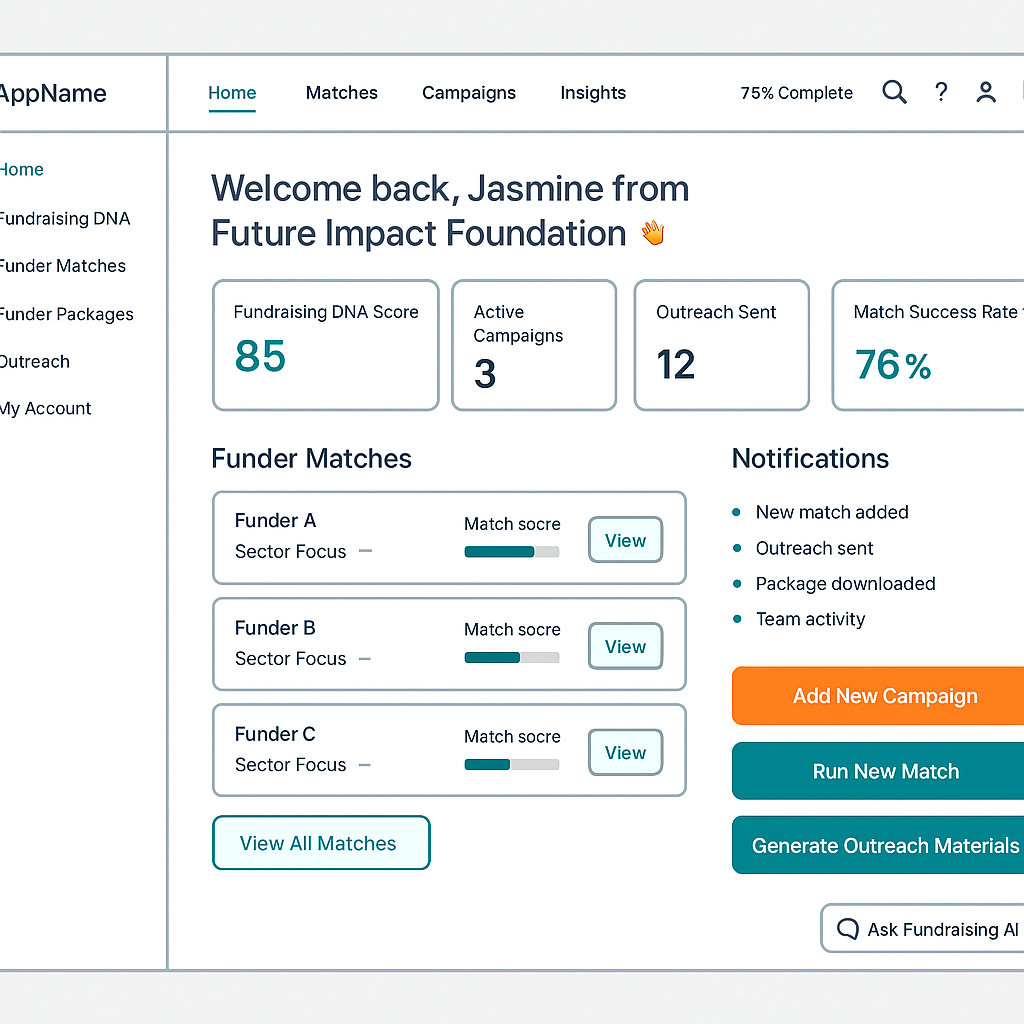 AppName
Home
Matches
Campaigns
Insights
75% Complete
?
Home
Fundraising DNA
Funder Matches
Funder Packages
Outreach
My Account
Welcome back, Jasmine from
Future Impact Foundation 👋
Fundraising DNA Score
85
Active
Campaigns
3
Outreach Sent
12
Match Success Rate
76%
Funder Matches
Funder A
Sector Focus –
Match socre
View
Funder B
Sector Focus –
Match socre
View
Funder C
Sector Focus –
Match socre
View
View All Matches
Notifications
• New match added
• Outreach sent
• Package downloaded
• Team activity
Add New Campaign
Run New Match
Generate Outreach Materials
Ask Fundraising AI